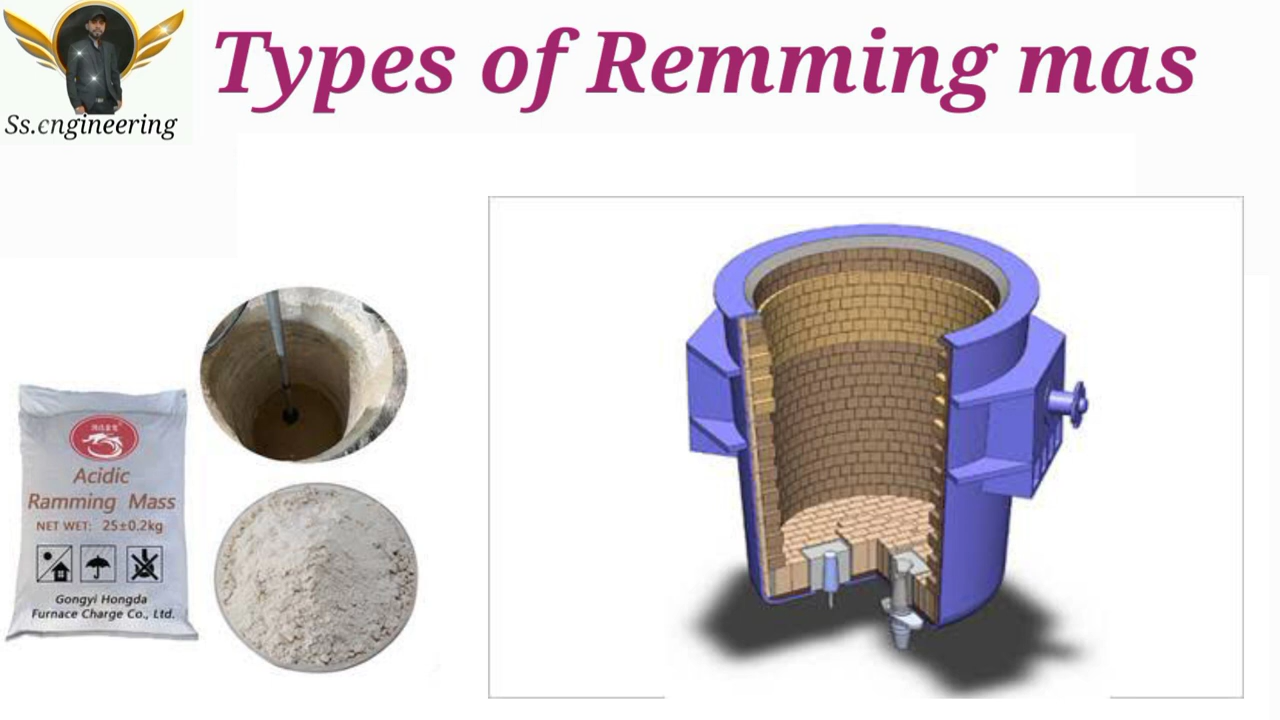 Types of Remming mas
Ss.engineering
Acidic
Ramming Mass
NET WET: 25±0.2kg
Gongyi Hongda
Furnace Charge Co., Ltd.